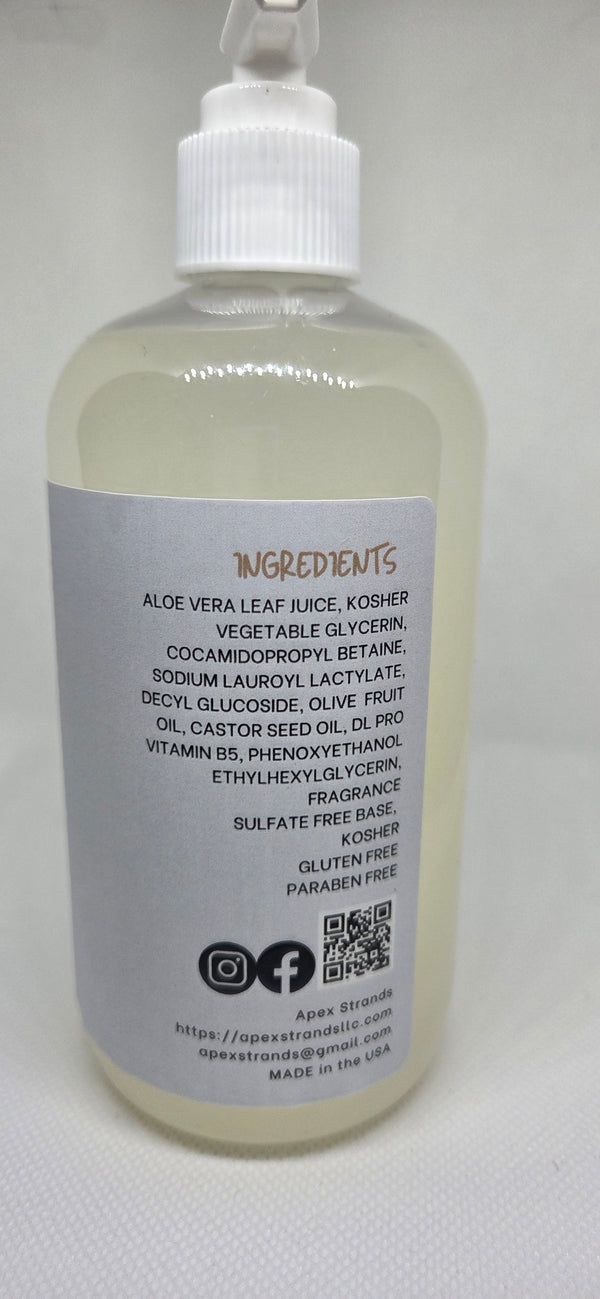 INGREDIENTS
ALOE VERA LEAF JUICE, KOSHER
VEGETABLE GLYCERIN,
COCAMIDOPROPYL BETAINE,
SODIUM LAUROYL LACTYLATE,
DECYL GLUCOSIDE, OLIVE FRUIT
OIL, CASTOR SEED OIL, DL PRO
VITAMIN B5, PHENOXYETHANOL
ETHYLHEXYLGLYCERIN,
FRAGRANCE
SULFATE FREE BASE,
KOSHER
GLUTEN FREE
PARABEN FREE
Apex Strands
https://apexstrandsllc.com
apexstrands@gmail.com
MADE in the USA